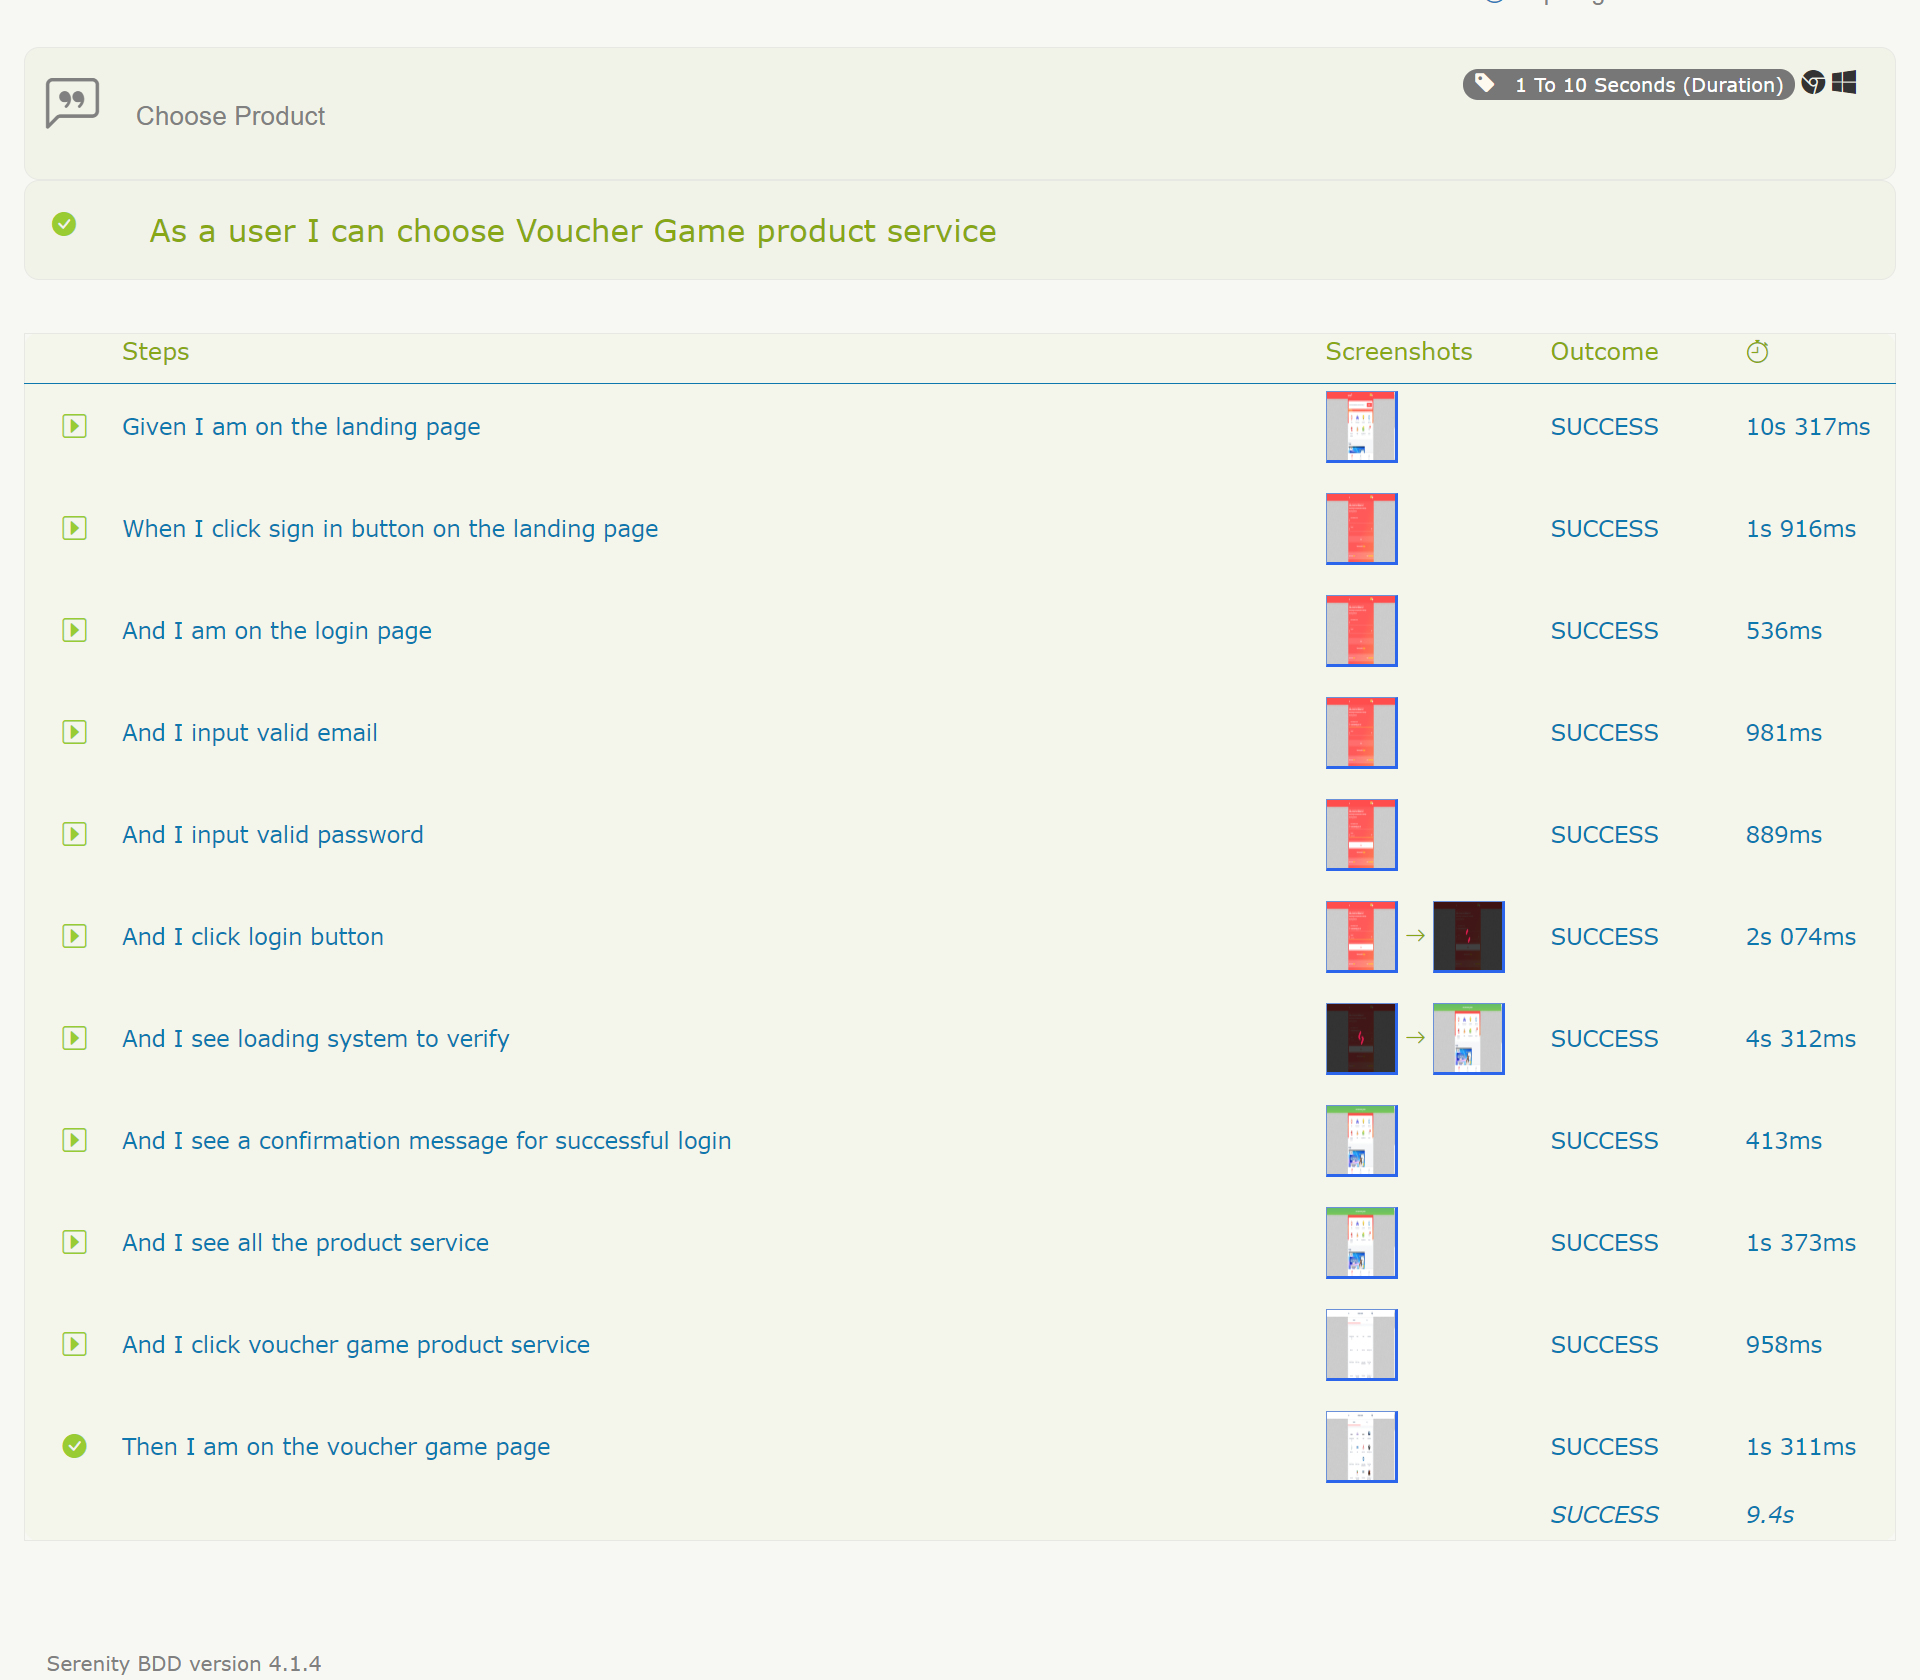 Choose Product
1 To 10 Seconds (Duration)
As a user I can choose Voucher Game product service
Steps Screenshots Outcome
Given I am on the landing page SUCCESS 10s 317ms
When I click sign in button on the landing page SUCCESS 1s 916ms
And I am on the login page SUCCESS 536ms
And I input valid email SUCCESS 981ms
And I input valid password SUCCESS 889ms
And I click login button SUCCESS 2s 074ms
And I see loading system to verify SUCCESS 4s 312ms
And I see a confirmation message for successful login SUCCESS 413ms
And I see all the product service SUCCESS 1s 373ms
And I click voucher game product service SUCCESS 958ms
Then I am on the voucher game page SUCCESS 1s 311ms
SUCCESS 9.4s
Serenity BDD version 4.1.4